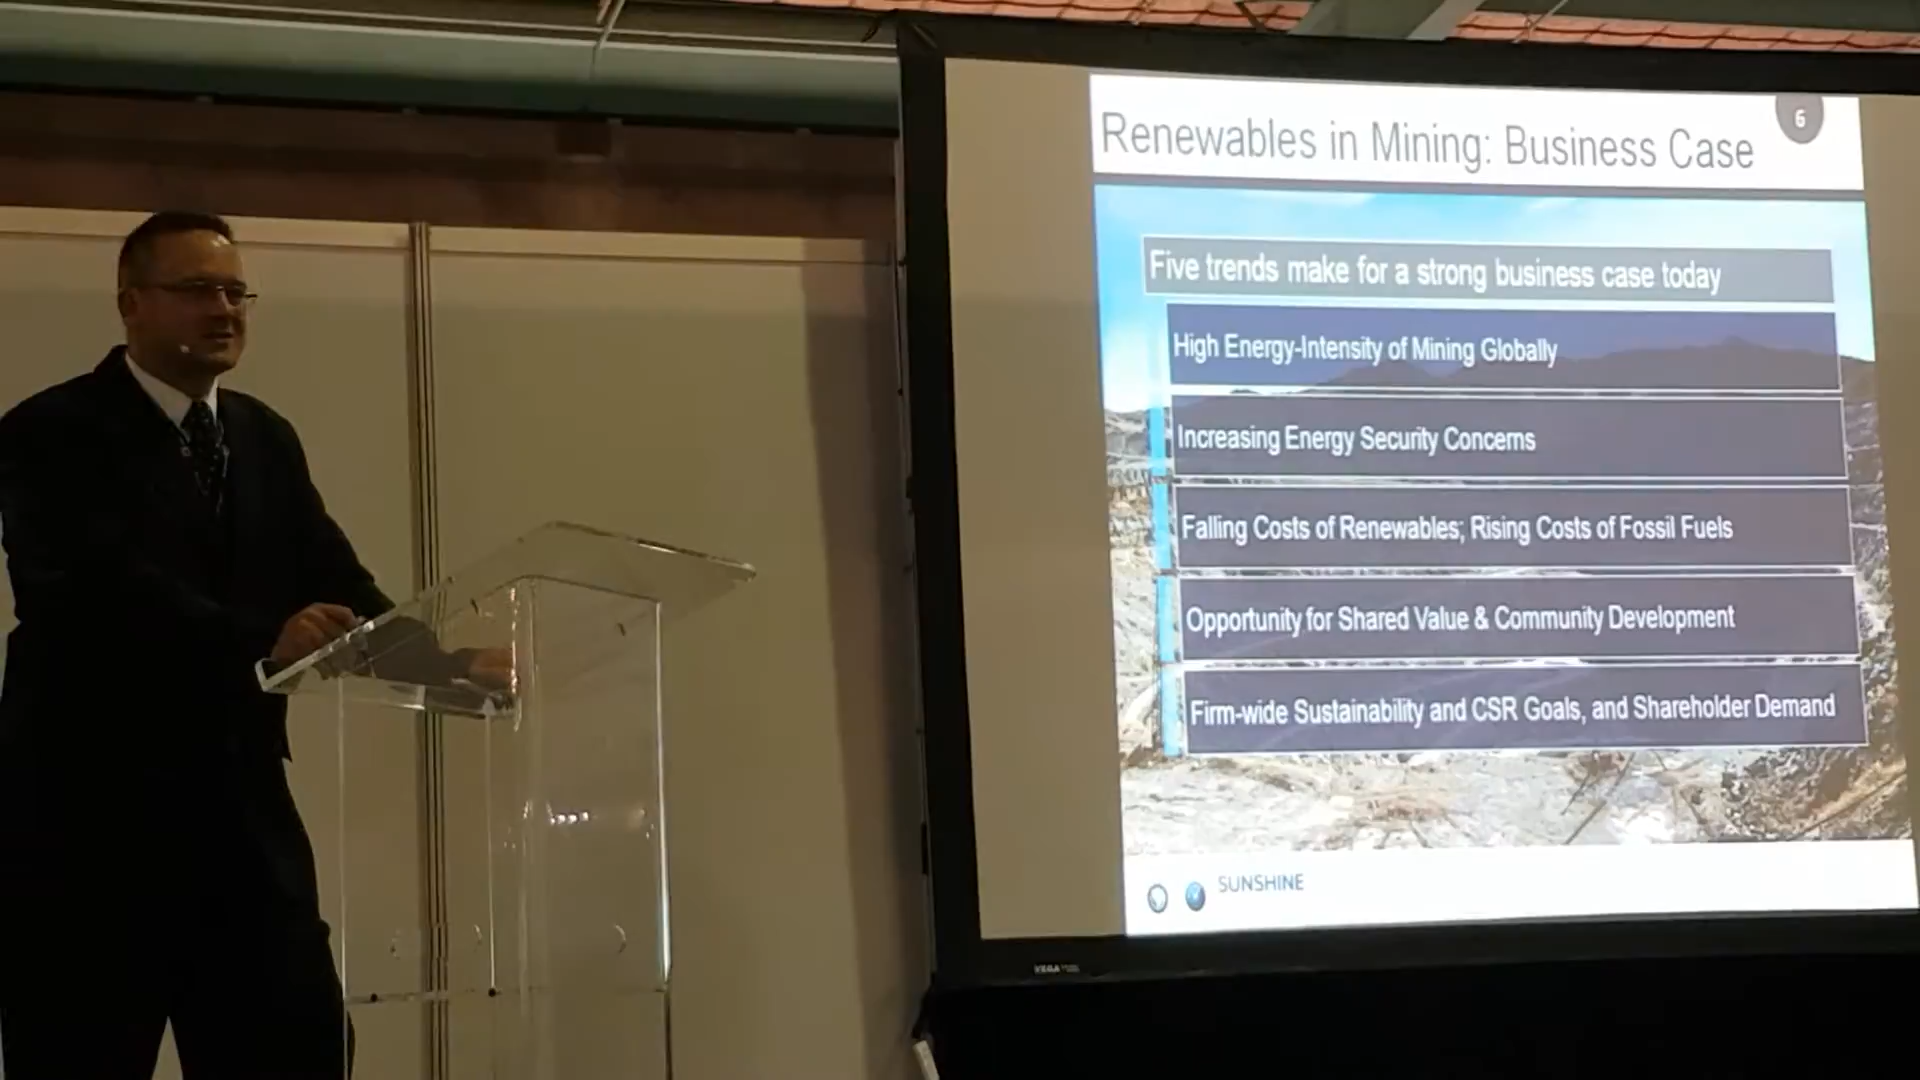 6
Renewables in Mining: Business Case
Five trends make for a strong business case today
High Energy-Intensity of Mining Globally
Increasing Energy Security Concerns
Falling Costs of Renewables; Rising Costs of Fossil Fuels
Opportunity for Shared Value & Community Development
Firm-wide Sustainability and CSR Goals, and Shareholder Demand
SUNSHINE
VEGA